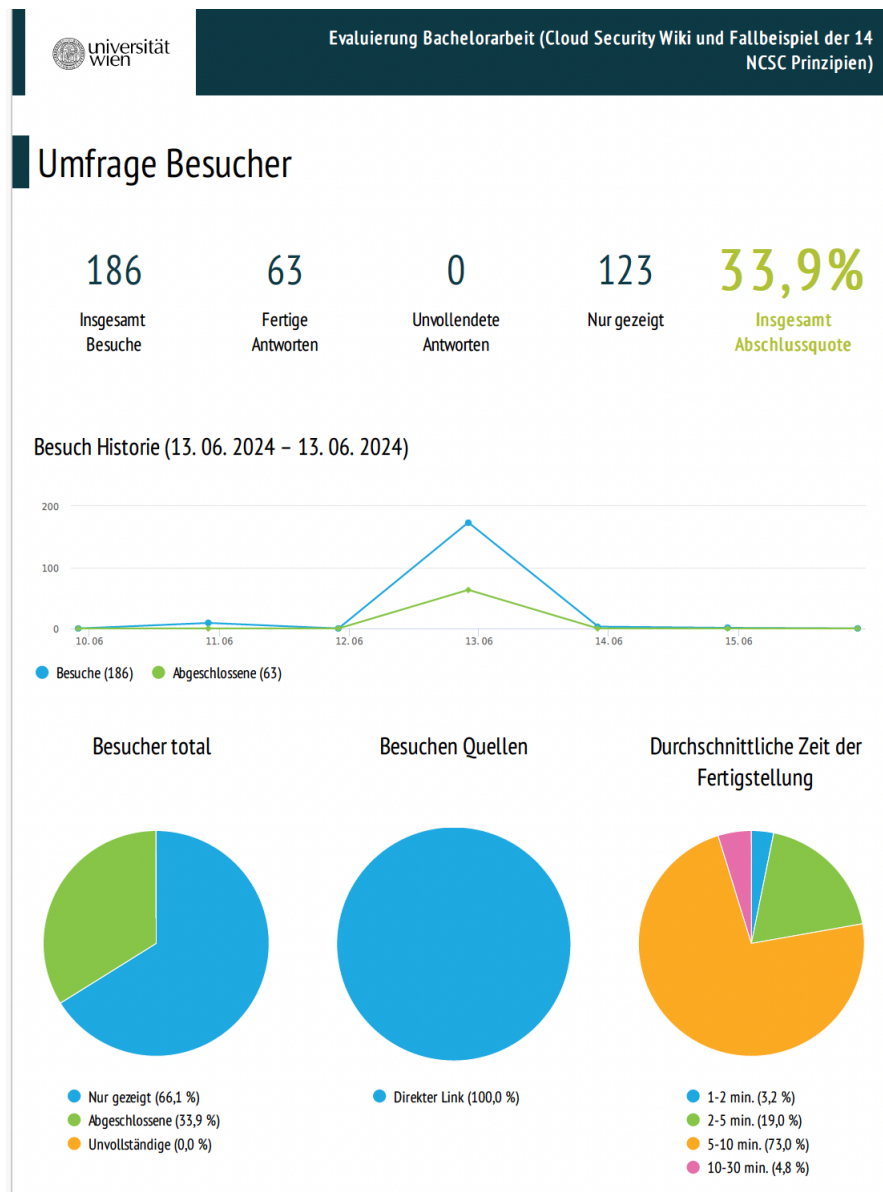 universität
wien
Evaluierung Bachelorarbeit (Cloud Security Wiki und Fallbeispiel der 14
NCSC Prinzipien)
Umfrage Besucher
186
Insgesamt
Besuche
63
Fertige
Antworten
0
Unvollendete
Antworten
123
Nur gezeigt
33,9%
Insgesamt
Abschlussquote
Besuch Historie (13. 06. 2024 – 13. 06. 2024)
200
100
0
10. 06
11. 06
12. 06
13. 06
14. 06
15. 06
Besuche (186)
Abgeschlossene (63)
Besucher total
Nur gezeigt (66,1 %)
Abgeschlossene (33,9 %)
Unvollständige (0,0 %)
Besuchen Quellen
Direkter Link (100,0 %)
Durchschnittliche Zeit der
Fertigstellung
1-2 min. (3,2 %)
2-5 min. (19,0 %)
5-10 min. (73,0 %)
10-30 min. (4,8 %)